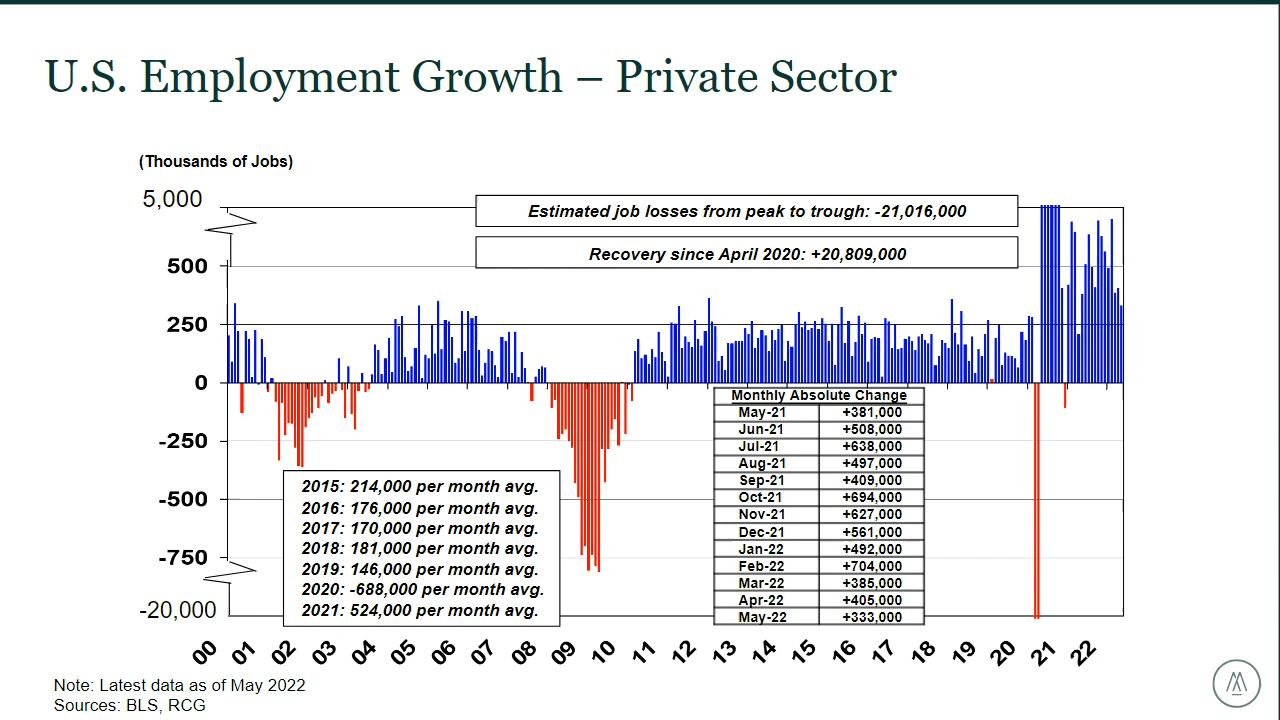 U.S. Employment Growth – Private Sector
(Thousands of Jobs)
5,000
500
250
0
-250
-500
-750
-20,000
Estimated job losses from peak to trough: -21,016,000
Recovery since April 2020: +20,809,000
2015: 214,000 per month avg.
2016: 176,000 per month avg.
2017: 170,000 per month avg.
2018: 181,000 per month avg.
2019: 146,000 per month avg.
2020: -688,000 per month avg.
2021: 524,000 per month avg.
Monthly Absolute Change
May-21 +381,000
Jun-21 +508,000
Jul-21 +638,000
Aug-21 +497,000
Sep-21 +409,000
Oct-21 +694,000
Nov-21 +627,000
Dec-21 +561,000
Jan-22 +492,000
Feb-22 +704,000
Mar-22 +385,000
Apr-22 +405,000
May-22 +333,000
00 01 02 03 04 05 06 07 08 09 10 11 12 13 14 15 16 17 18 19 20 21 22
Note: Latest data as of May 2022
Sources: BLS, RCG